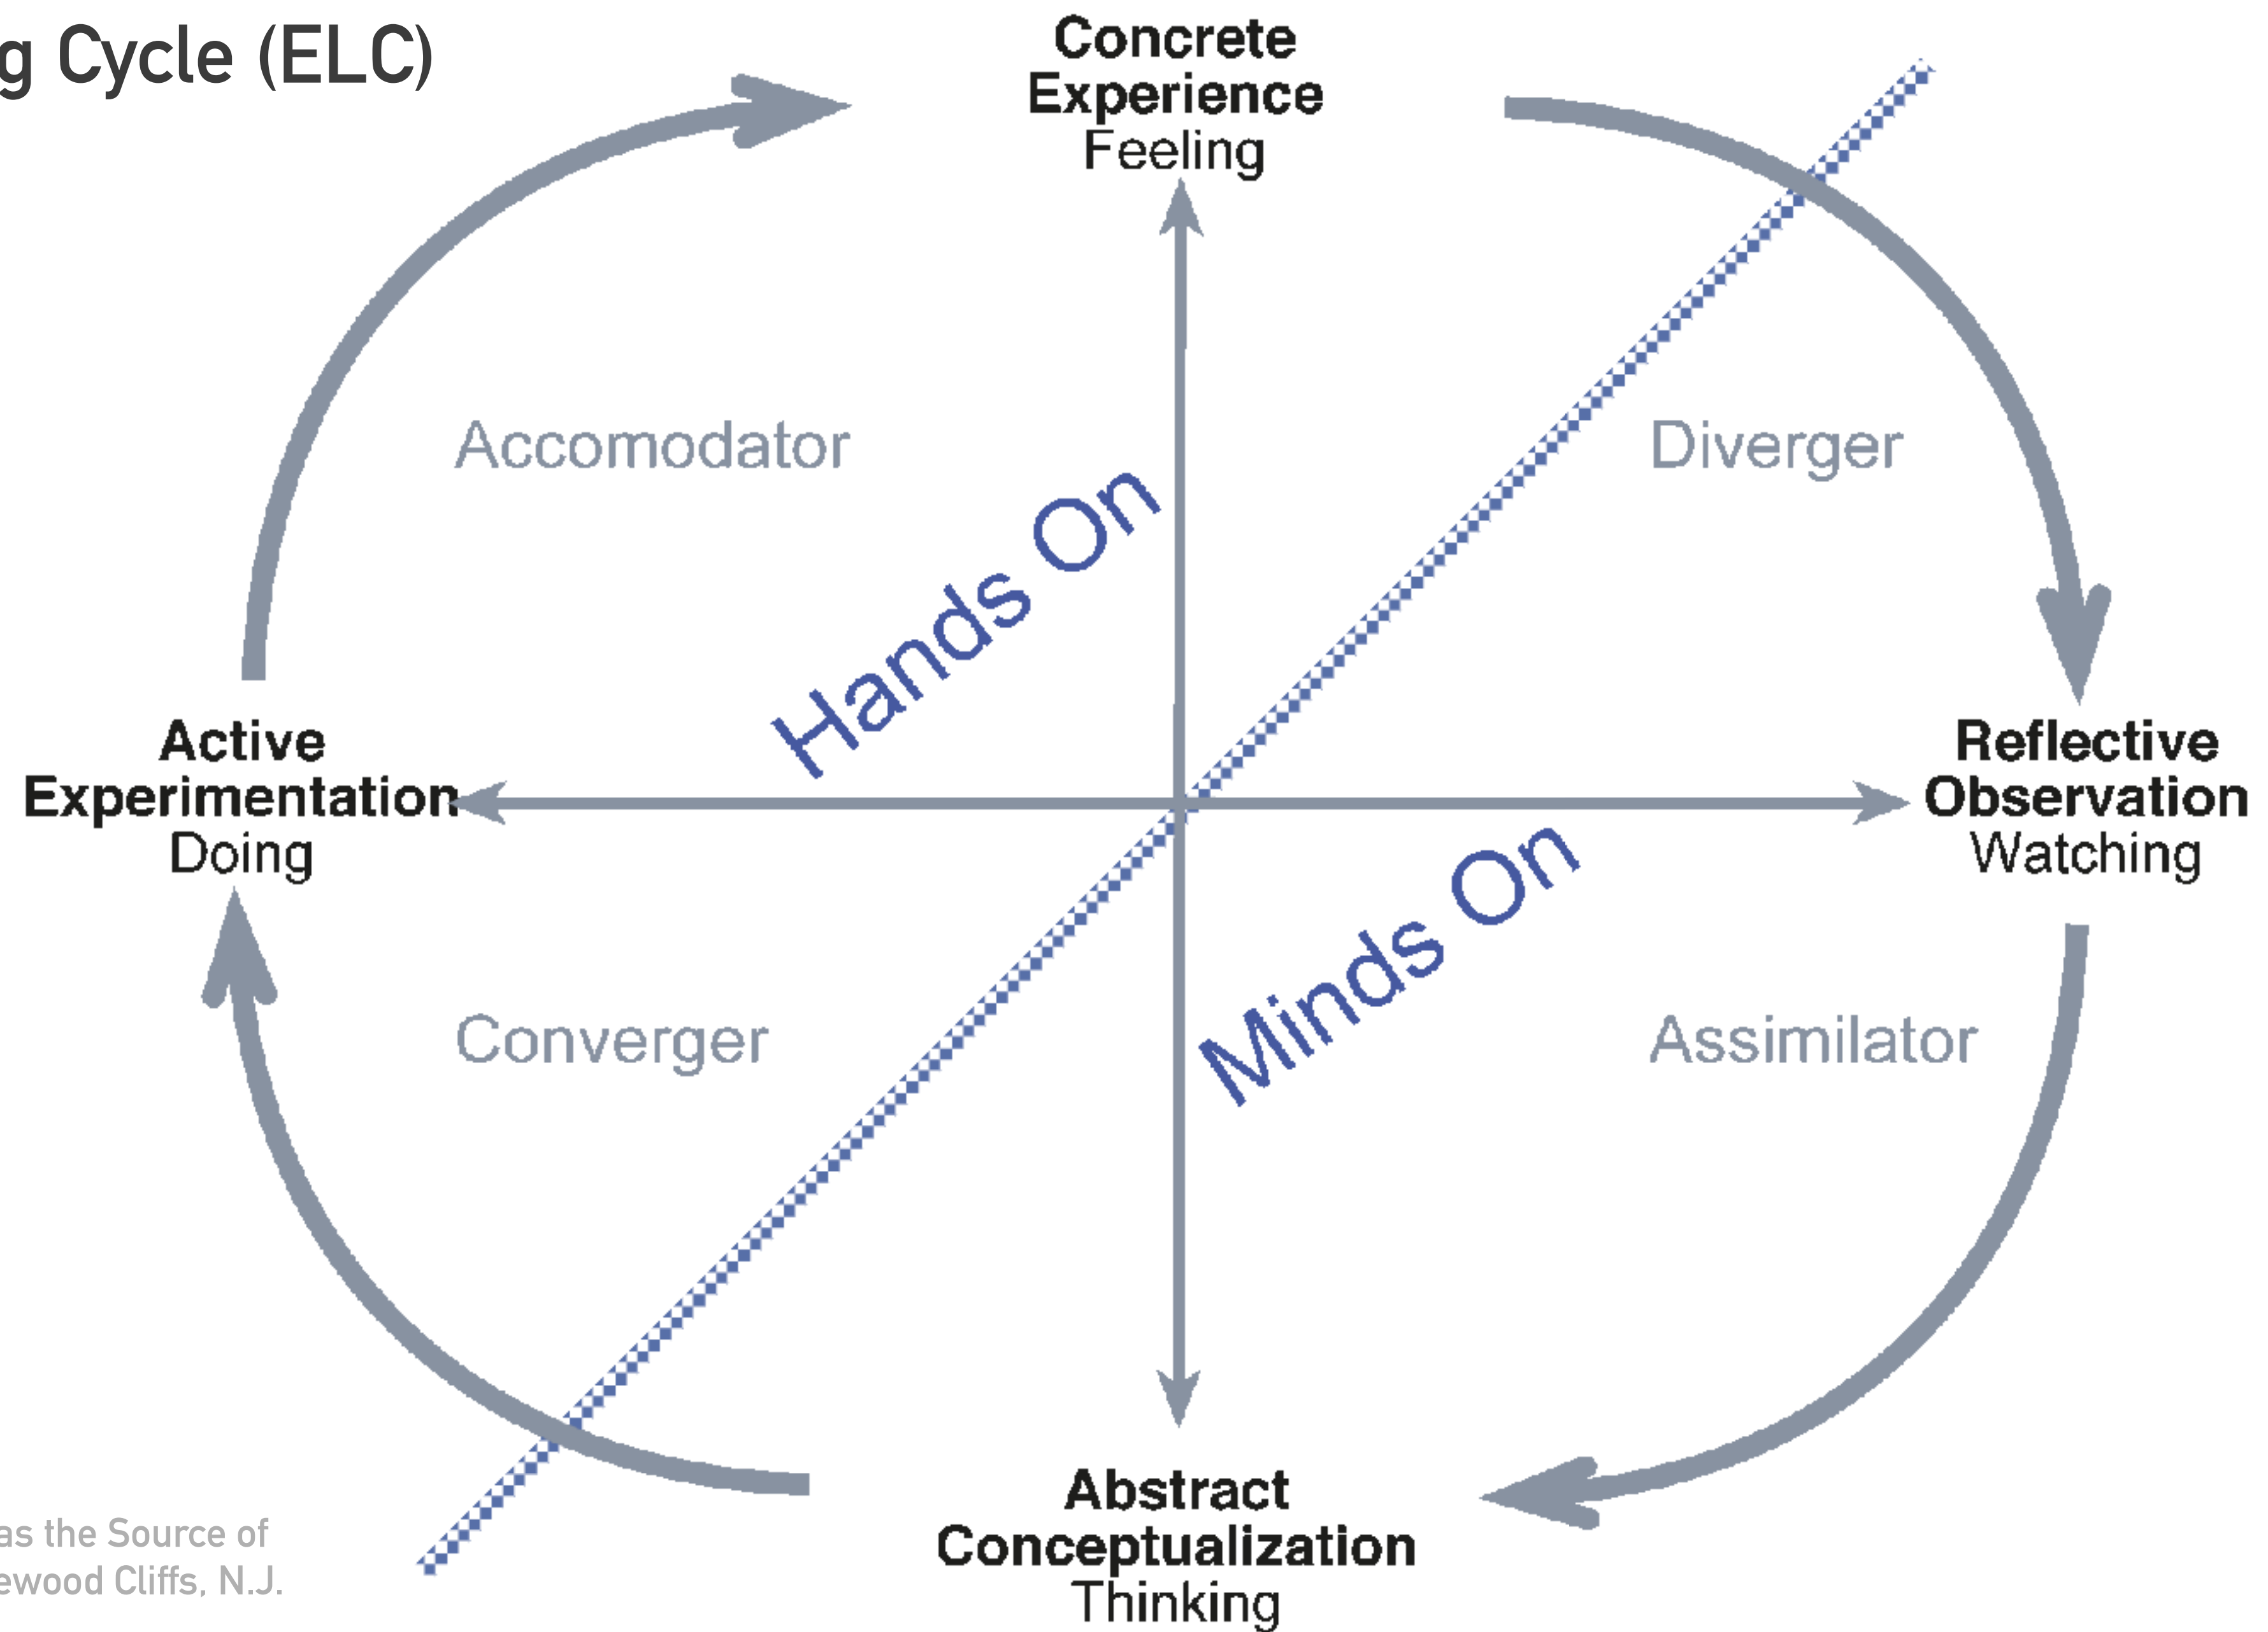 g Cycle (ELC)
Concrete
Experience
Feeling
Accomodator
Diverger
Hands On
Active
Experimentation
Doing
Reflective
Observation
Watching
Minds On
Converger
Assimilator
Abstract
Conceptualization
Thinking
as the Source of
ewood Cliffs, N.J.